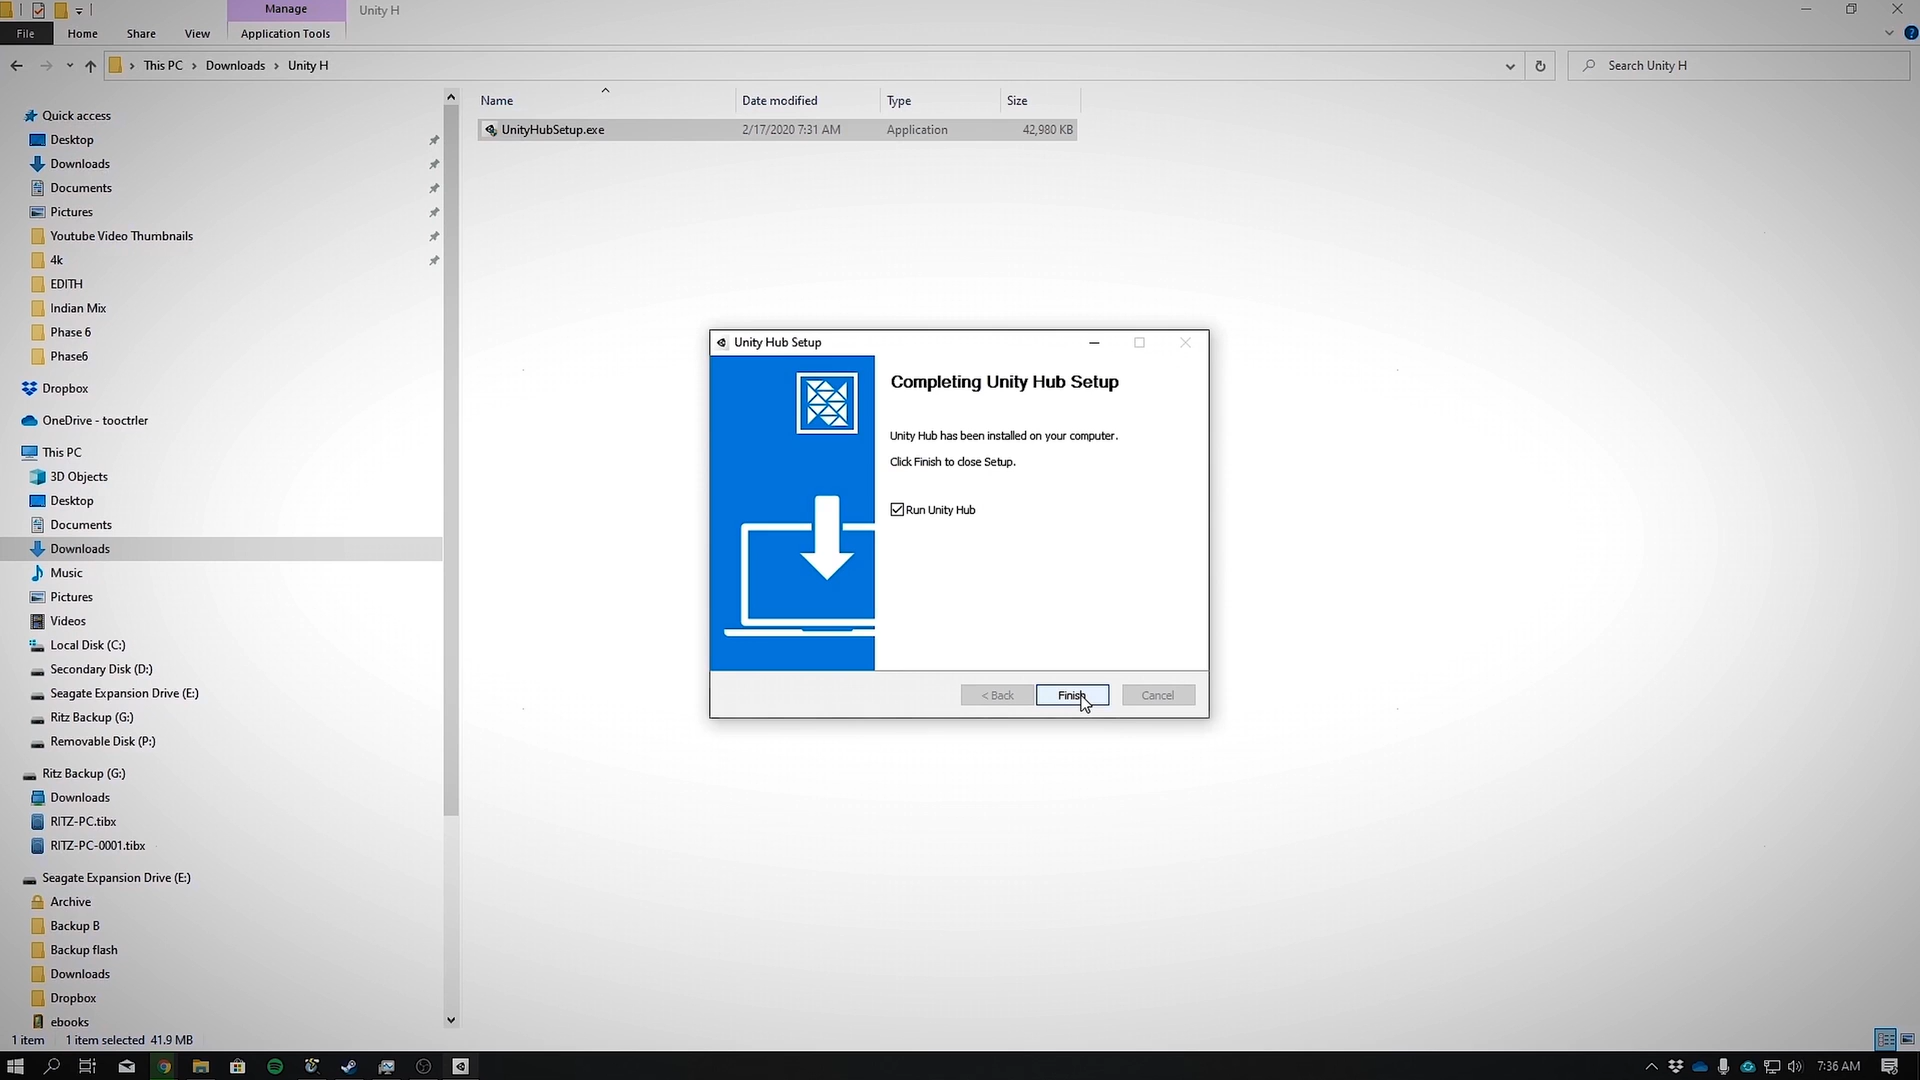 Manage
Unity H
File
Home
Share
View
Application Tools
This PC
Downloads
Unity H
Search Unity H
Name
Date modified
Type
Size
UnityHubSetup.exe
2/17/2020 7:31 AM
Application
42,980 KB
Quick access
Desktop
Downloads
Documents
Pictures
Youtube Video Thumbnails
4k
EDITH
Indian Mix
Phase 6
Phase6
Dropbox
OneDrive - tooctrler
This PC
3D Objects
Desktop
Documents
Downloads
Music
Pictures
Videos
Local Disk (C:)
Secondary Disk (D:)
Seagate Expansion Drive (E:)
Ritz Backup (G:)
Removable Disk (P:)
Ritz Backup (G:)
Downloads
RITZ-PC.tibx
RITZ-PC-0001.tibx
Seagate Expansion Drive (E:)
Archive
Backup B
Backup flash
Downloads
Dropbox
ebooks
Unity Hub Setup
Completing Unity Hub Setup
Unity Hub has been installed on your computer.
Click Finish to close Setup.
Run Unity Hub
< Back
Finish
Cancel
1 item
1 item selected 41.9 MB
7:36 AM